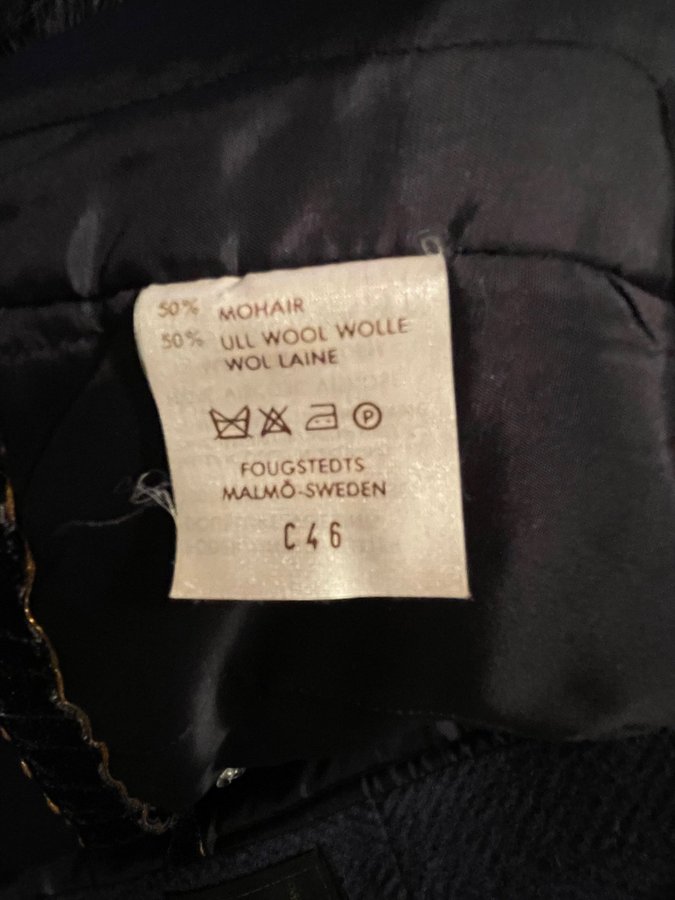 50% MOHAIR
50% ULL WOOL WOLLE
WOL LAINE
P
FOUGSTEDTS
MALMÖ-SWEDEN
C46